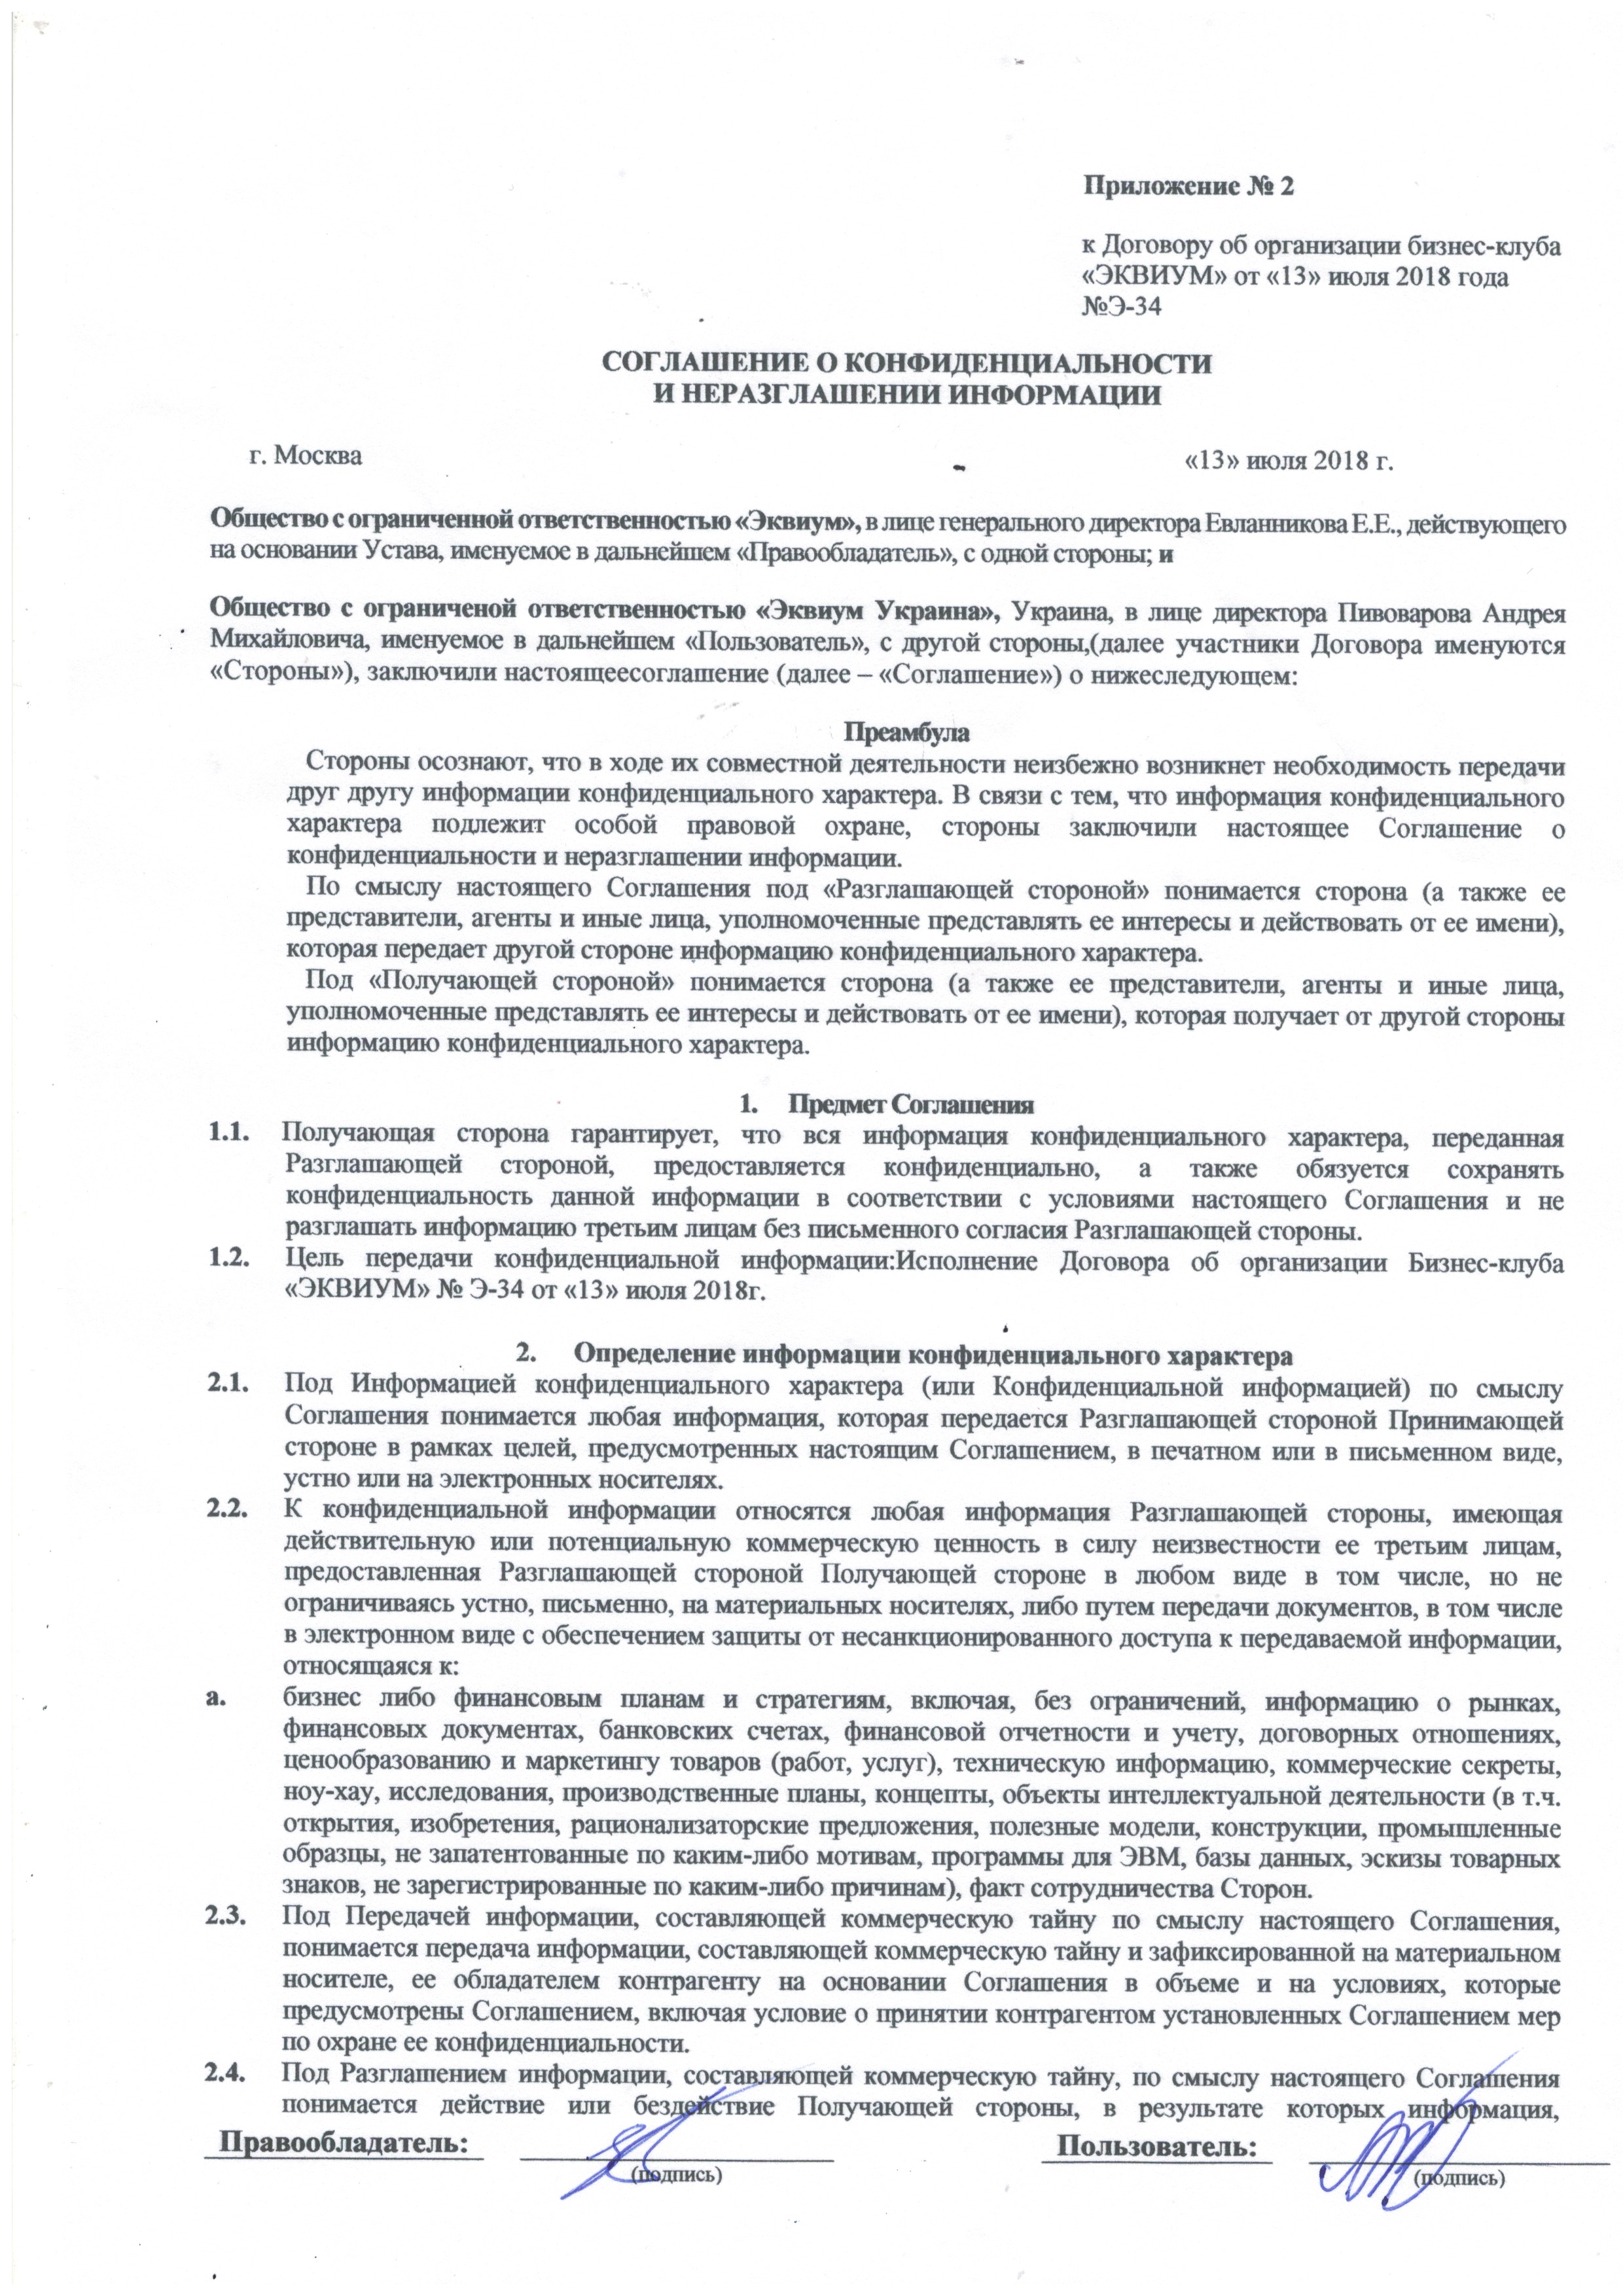 Приложение № 2
к Договору об организации бизнес-клуба
«ЭКВИУМ» от «13» июля 2018 года
№Э-34
СОГЛАШЕНИЕ О КОНФИДЕНЦИАЛЬНОСТИ
И НЕРАЗГЛАШЕНИИ ИНФОРМАЦИИ
г. Москва «13» июля 2018 г.
Общество с ограниченной ответственностью «Эквиум», в лице генерального директора Евланникова Е.Е., действующего
на основании Устава, именуемое в дальнейшем «Правообладатель», с одной стороны; и
Общество с ограниченой ответственностью «Эквиум Украина», Украина, в лице директора Пивоварова Андрея
Михайловича, именуемое в дальнейшем «Пользователь», с другой стороны,(далее участники Договора именуются
«Стороны»), заключили настоящеесоглашение (далее – «Соглашение») о нижеследующем:
Преамбула
Стороны осознают, что в ходе их совместной деятельности неизбежно возникнет необходимость передачи
друг другу информации конфиденциального характера. В связи с тем, что информация конфиденциального
характера подлежит особой правовой охране, стороны заключили настоящее Соглашение о
конфиденциальности и неразглашении информации.
По смыслу настоящего Соглашения под «Разглашающей стороной» понимается сторона (а также ее
представители, агенты и иные лица, уполномоченные представлять ее интересы и действовать от ее имени),
которая передает другой стороне информацию конфиденциального характера.
Под «Получающей стороной» понимается сторона (а также ее представители, агенты и иные лица,
уполномоченные представлять ее интересы и действовать от ее имени), которая получает от другой стороны
информацию конфиденциального характера.
1. Предмет Соглашения
1.1. Получающая сторона гарантирует, что вся информация конфиденциального характера, переданная
Разглашающей стороной, предоставляется конфиденциально, а также обязуется сохранять
конфиденциальность данной информации в соответствии с условиями настоящего Соглашения и не
разглашать информацию третьим лицам без письменного согласия Разглашающей стороны.
1.2. Цель передачи конфиденциальной информации:Исполнение Договора об организации Бизнес-клуба
«ЭКВИУМ» № Э-34 от «13» июля 2018г.
2. Определение информации конфиденциального характера
2.1. Под Информацией конфиденциального характера (или Конфиденциальной информацией) по смыслу
Соглашения понимается любая информация, которая передается Разглашающей стороной Принимающей
стороне в рамках целей, предусмотренных настоящим Соглашением, в печатном или в письменном виде,
устно или на электронных носителях.
2.2. К конфиденциальной информации относятся любая информация Разглашающей стороны, имеющая
действительную или потенциальную коммерческую ценность в силу неизвестности ее третьим лицам,
предоставленная Разглашающей стороной Получающей стороне в любом виде в том числе, но не
ограничиваясь устно, письменно, на материальных носителях, либо путем передачи документов, в том числе
в электронном виде с обеспечением защиты от несанкционированного доступа к передаваемой информации,
относящаяся к:
а. бизнес либо финансовым планам и стратегиям, включая, без ограничений, информацию о рынках,
финансовых документах, банковских счетах, финансовой отчетности и учету, договорных отношениях,
ценообразованию и маркетингу товаров (работ, услуг), техническую информацию, коммерческие секреты,
ноу-хау, исследования, производственные планы, концепты, объекты интеллектуальной деятельности (в т.ч.
открытия, изобретения, рационализаторские предложения, полезные модели, конструкции, промышленные
образцы, не запатентованные по каким-либо мотивам, программы для ЭВМ, базы данных, эскизы товарных
знаков, не зарегистрированные по каким-либо причинам), факт сотрудничества Сторон.
2.3. Под Передачей информации, составляющей коммерческую тайну по смыслу настоящего Соглашения,
понимается передача информации, составляющей коммерческую тайну и зафиксированной на материальном
носителе, ее обладателем контрагенту на основании Соглашения в объеме и на условиях, которые
предусмотрены Соглашением, включая условие о принятии контрагентом установленных Соглашением мер
по охране ее конфиденциальности.
2.4. Под Разглашением информации, составляющей коммерческую тайну, по смыслу настоящего Соглашения
понимается действие или бездействие Получающей стороны, в результате которых информация,
Правообладатель: Пользователь:
(подпись) (подпись)